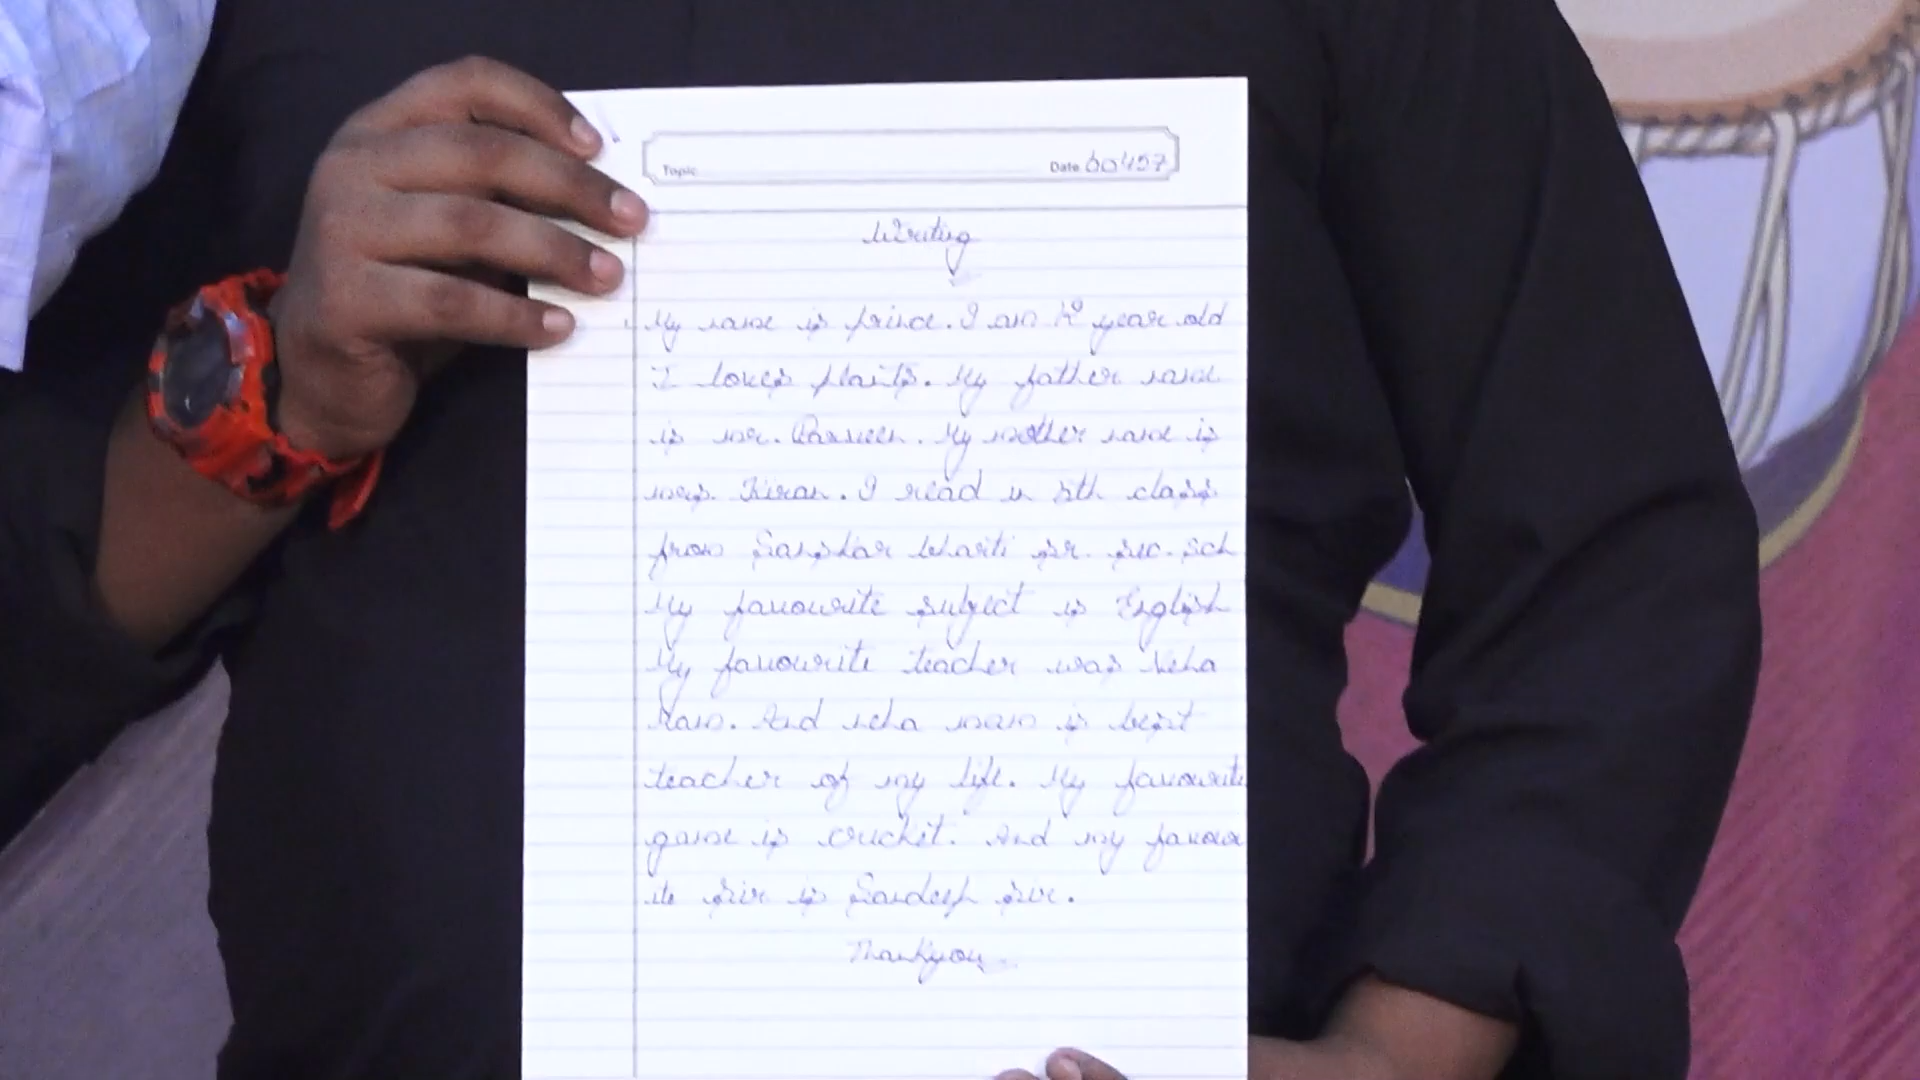 Topic Date 60457
Writing
My name is prince. I am 12 year old
I loves plants. My father name
is mr. Parveen. My mother name is
mrs. Kiran. I read in 5th class
from Sanskar bharti sr. sec. sch
My favourite subject is English
My favourite teacher was Neha
Mam. And neha mam is best
teacher of my life. My favourite
game is cricket. And my favour
ite sir is Sandeep sir.
Thankyou